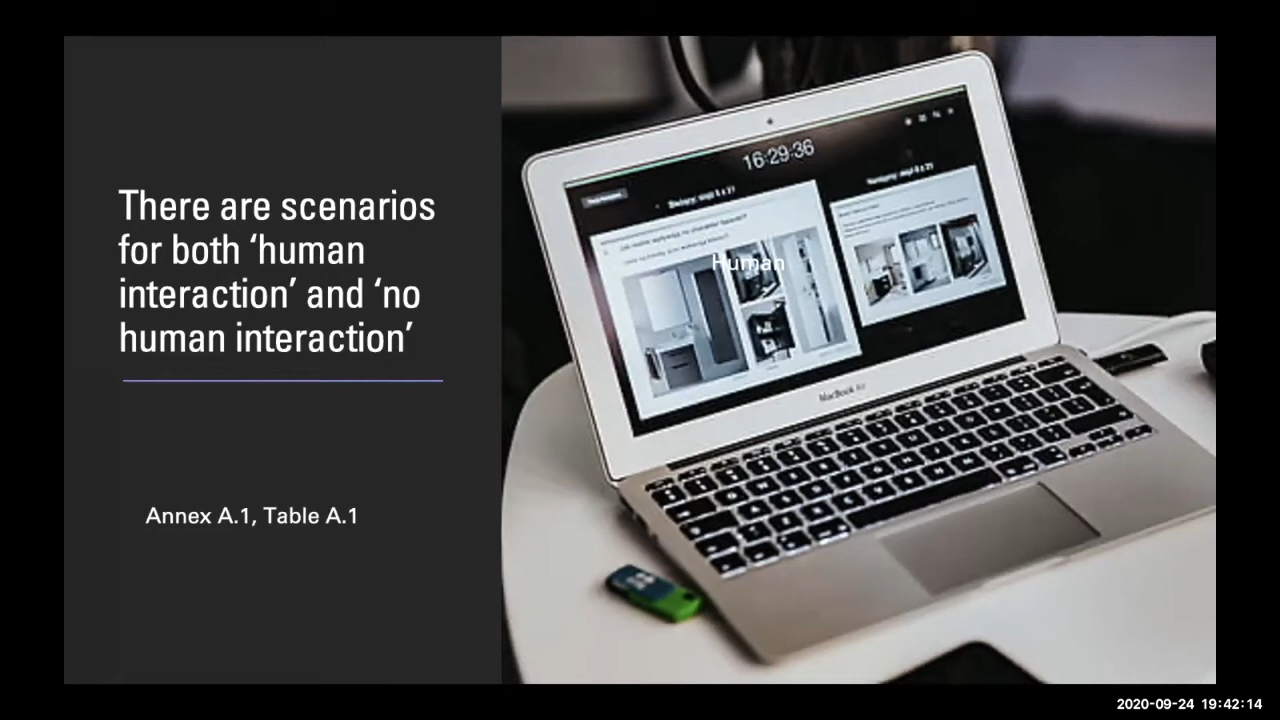 There are scenarios
for both ‘human
interaction’ and ‘no
human interaction’
Annex A.1, Table A.1
16:29:36
Human
MacBook Air
2020-09-24 19:42:14